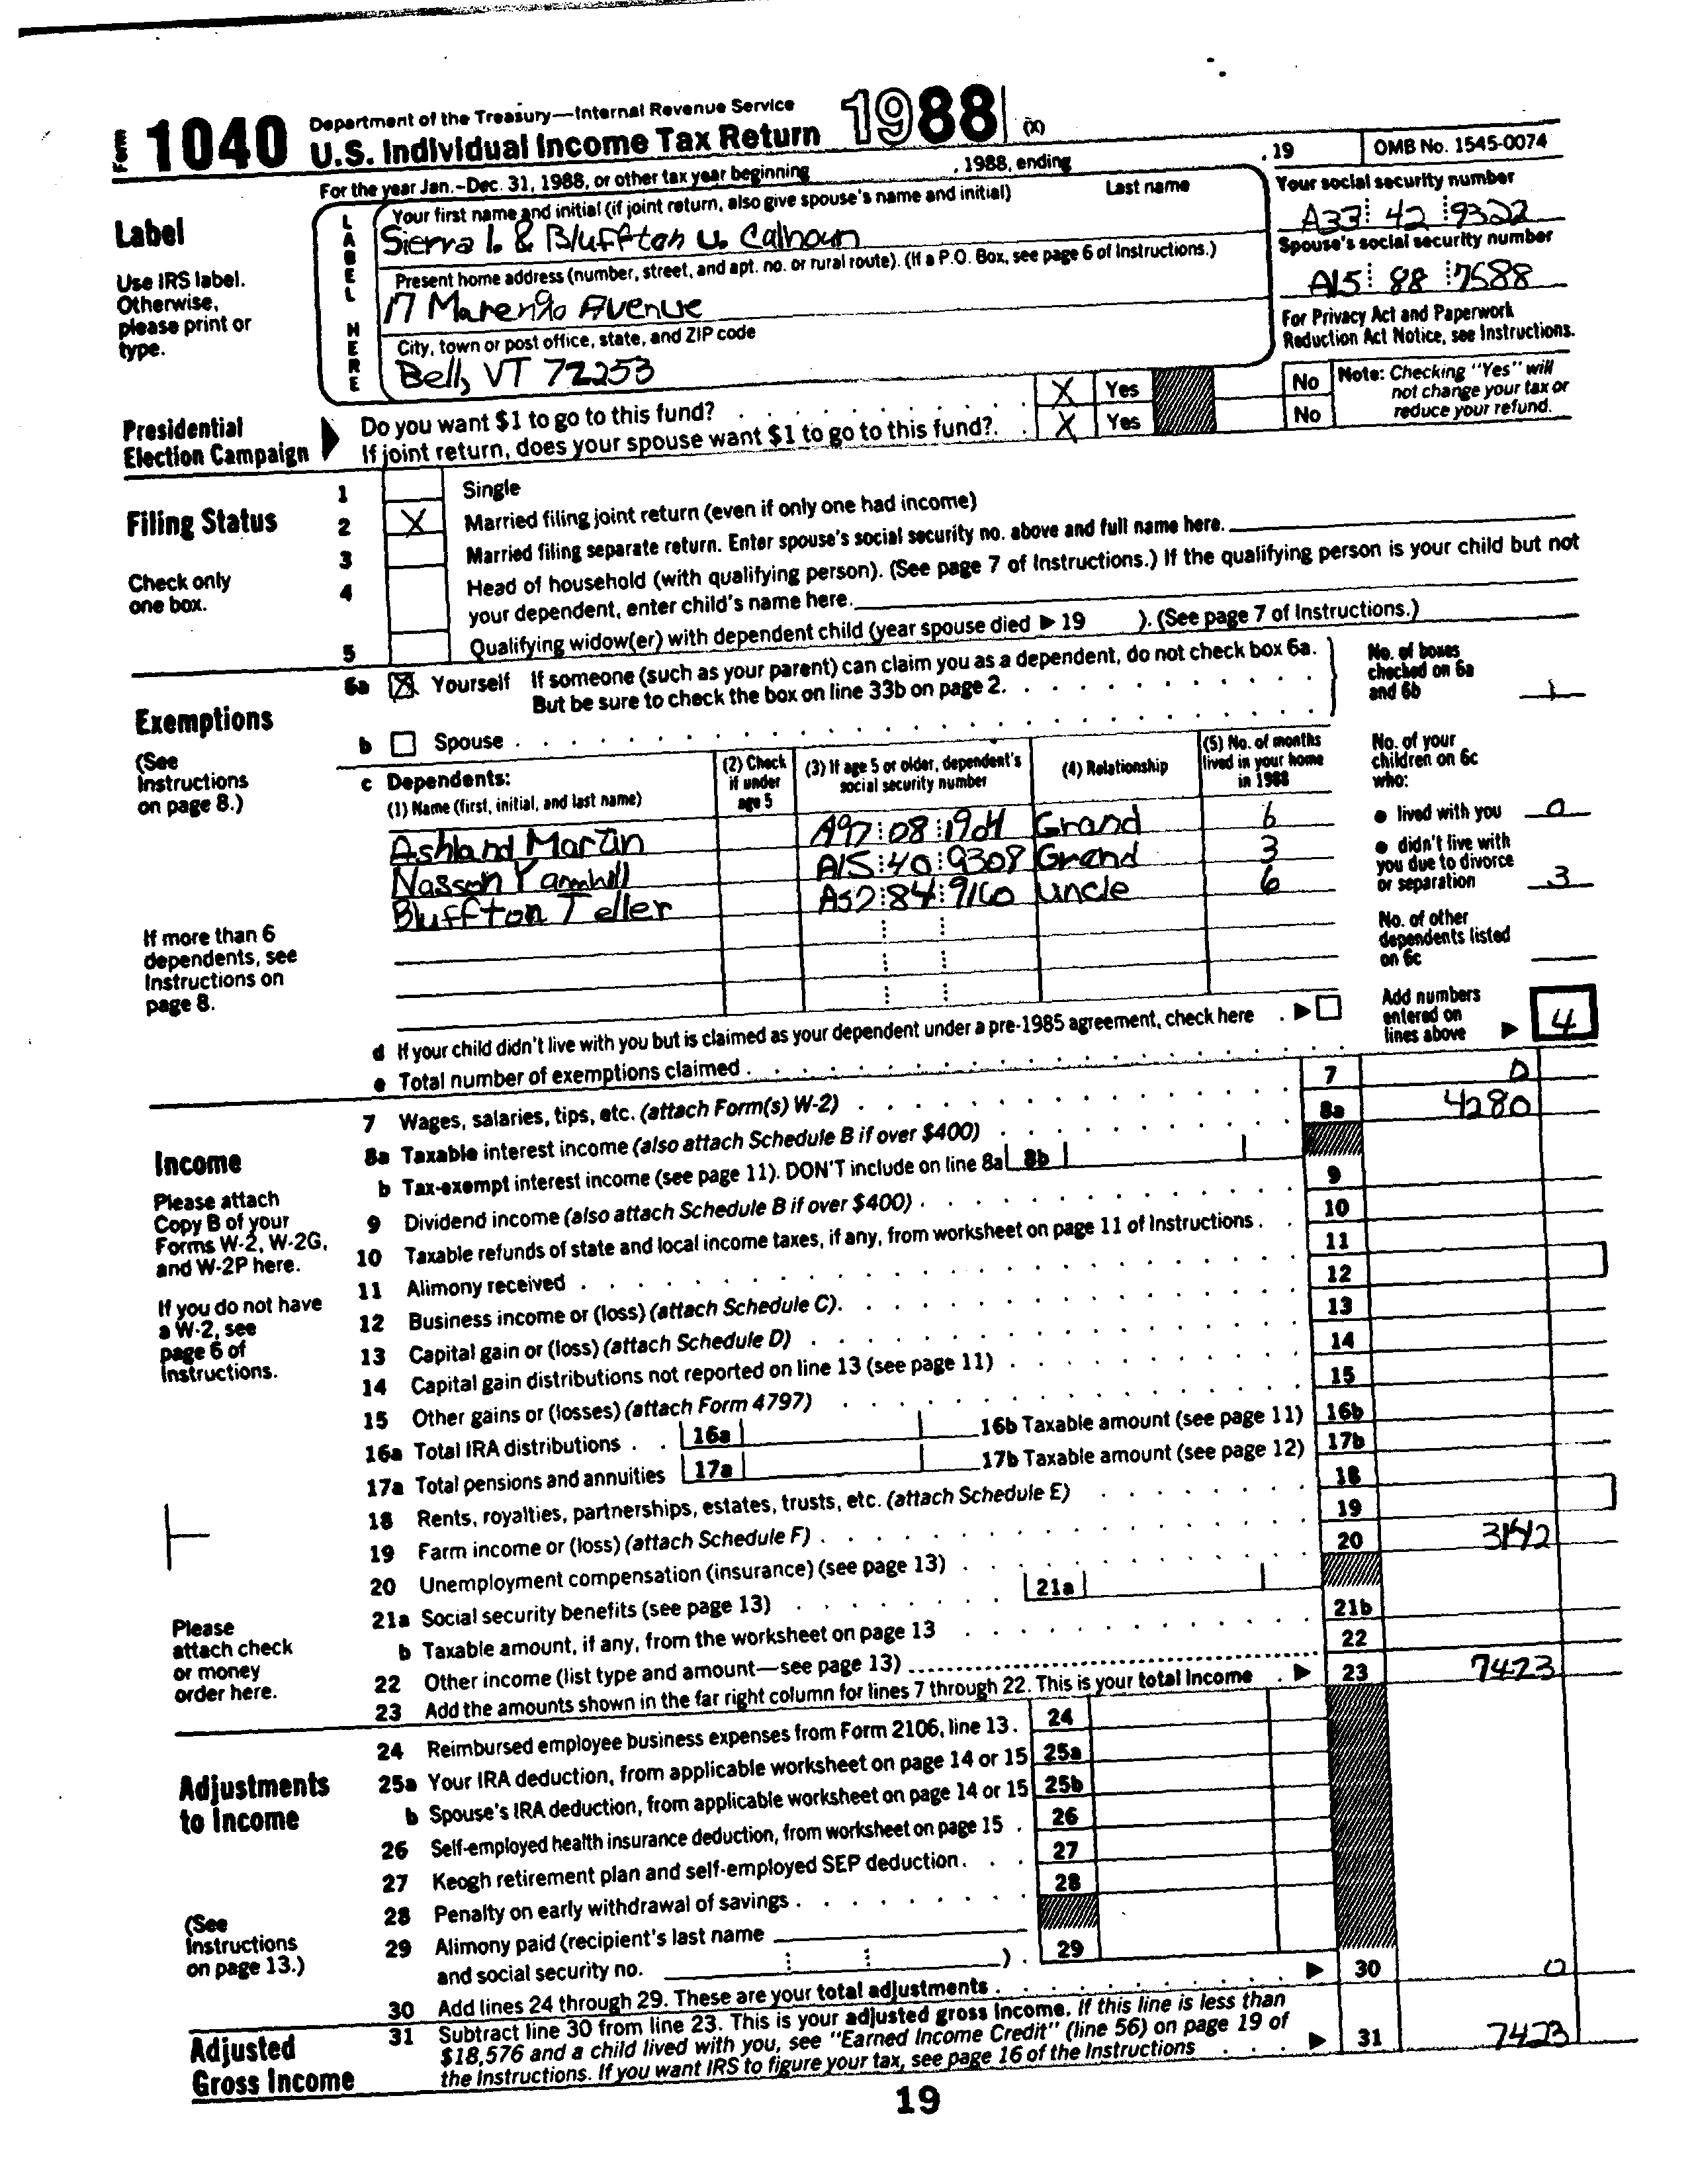 Form 1040 Department of the Treasury—Internal Revenue Service
U.S. Individual Income Tax Return 1988 (X)
For the year Jan.–Dec. 31, 1988, or other tax year beginning , 1988, ending , 19 OMB No. 1545-0074
Label
Use IRS label.
Otherwise,
please print or
type.
LABEL HERE
Your first name and initial (if joint return, also give spouse's name and initial) Last name
Sierra I. & Bluffton U. Calhoun
Present home address (number, street, and apt. no. or rural route). (If a P.O. Box, see page 6 of Instructions.)
17 Marengo Avenue
City, town or post office, state, and ZIP code
Bell, VT 72253
Your social security number
A33 42 9322
Spouse's social security number
A15 88 7588
For Privacy Act and Paperwork
Reduction Act Notice, see Instructions.
Presidential
Election Campaign
Do you want $1 to go to this fund? X Yes No
If joint return, does your spouse want $1 to go to this fund?. X Yes No
Note: Checking "Yes" will
not change your tax or
reduce your refund.
Filing Status
Check only
one box.
1 Single
2 X Married filing joint return (even if only one had income)
3 Married filing separate return. Enter spouse's social security no. above and full name here.
4 Head of household (with qualifying person). (See page 7 of Instructions.) If the qualifying person is your child but not
your dependent, enter child's name here.
5 Qualifying widow(er) with dependent child (year spouse died ▶ 19 ). (See page 7 of Instructions.)
Exemptions
(See
Instructions
on page 8.)
If more than 6
dependents, see
Instructions on
page 8.
6a X Yourself If someone (such as your parent) can claim you as a dependent, do not check box 6a.
But be sure to check the box on line 33b on page 2.
b Spouse
No. of boxes
checked on 6a
and 6b 1
c Dependents:
(1) Name (first, initial, and last name)
(2) Check
if under
age 5
(3) If age 5 or older, dependent's
social security number
(4) Relationship
(5) No. of months
lived in your home
in 1988
Ashland Martin A97 08 1904 Grand 6
Nasson Yamhill A15 40 9308 Grand 3
Bluffton Teller A52 84 9160 Uncle 6
No. of your
children on 6c
who:
● lived with you 0
● didn't live with
you due to divorce
or separation 3
No. of other
dependents listed
on 6c
d If your child didn't live with you but is claimed as your dependent under a pre-1985 agreement, check here ▶
e Total number of exemptions claimed
Add numbers
entered on
lines above ▶ 4
Income
Please attach
Copy B of your
Forms W-2, W-2G,
and W-2P here.
If you do not have
a W-2, see
page 6 of
Instructions.
Please
attach check
or money
order here.
7 Wages, salaries, tips, etc. (attach Form(s) W-2) 7 0
8a Taxable interest income (also attach Schedule B if over $400) 8a 4280
b Tax-exempt interest income (see page 11). DON'T include on line 8a 8b
9 Dividend income (also attach Schedule B if over $400) 9
10 Taxable refunds of state and local income taxes, if any, from worksheet on page 11 of Instructions 10
11 Alimony received 11
12 Business income or (loss) (attach Schedule C). 12
13 Capital gain or (loss) (attach Schedule D) 13
14 Capital gain distributions not reported on line 13 (see page 11) 14
15 Other gains or (losses) (attach Form 4797) 15
16a Total IRA distributions 16a 16b Taxable amount (see page 11) 16b
17a Total pensions and annuities 17a 17b Taxable amount (see page 12) 17b
18 Rents, royalties, partnerships, estates, trusts, etc. (attach Schedule E) 18
19 Farm income or (loss) (attach Schedule F) 19
20 Unemployment compensation (insurance) (see page 13) 20 3142
21a Social security benefits (see page 13) 21a
b Taxable amount, if any, from the worksheet on page 13 21b
22 Other income (list type and amount—see page 13) 22
23 Add the amounts shown in the far right column for lines 7 through 22. This is your total income ▶ 23 7423
Adjustments
to Income
(See
Instructions
on page 13.)
24 Reimbursed employee business expenses from Form 2106, line 13. 24
25a Your IRA deduction, from applicable worksheet on page 14 or 15 25a
b Spouse's IRA deduction, from applicable worksheet on page 14 or 15 25b
26 Self-employed health insurance deduction, from worksheet on page 15 26
27 Keogh retirement plan and self-employed SEP deduction 27
28 Penalty on early withdrawal of savings 28
29 Alimony paid (recipient's last name
and social security no. ) 29
30 Add lines 24 through 29. These are your total adjustments ▶ 30 0
Adjusted
Gross Income
31 Subtract line 30 from line 23. This is your adjusted gross income. If this line is less than
$18,576 and a child lived with you, see "Earned Income Credit" (line 56) on page 19 of
the Instructions. If you want IRS to figure your tax, see page 16 of the Instructions ▶ 31 7423
19